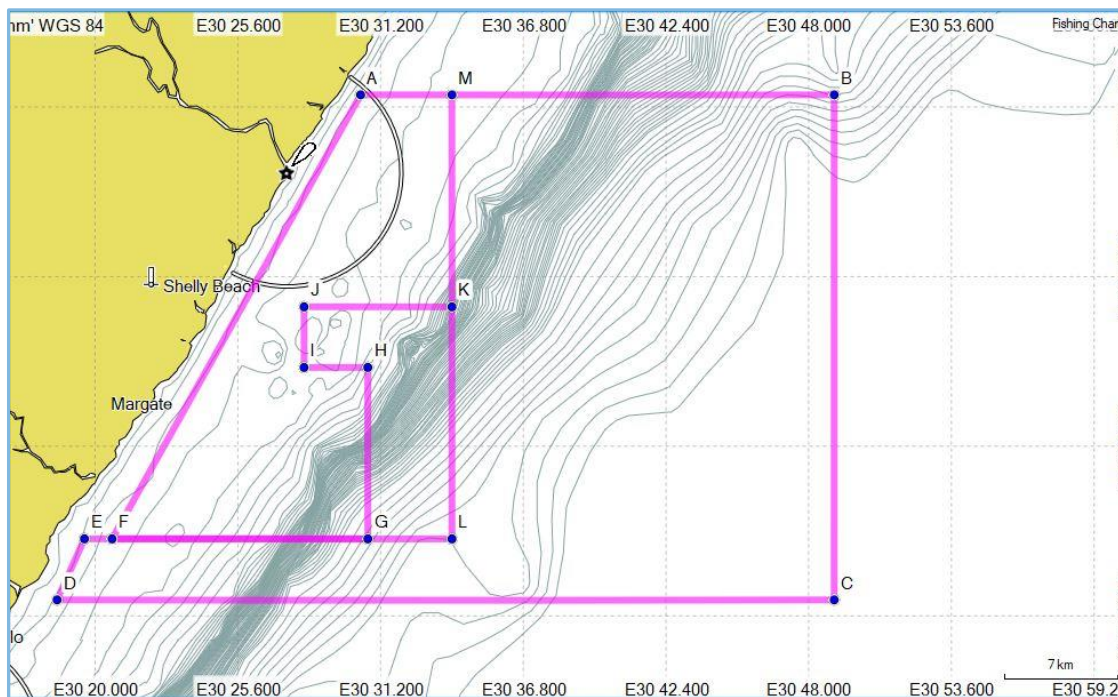 nm' WGS 84 E30 25.600 E30 31.200 E30 36.800 E30 42.400 E30 48.000 E30 53.600 Fishing Char
A M B
Shelly Beach
J K
I H
Margate
E F G L
D C
lo
7 km
E30 20.000 E30 25.600 E30 31.200 E30 36.800 E30 42.400 E30 48.000 E30 53.600 E30 59.2